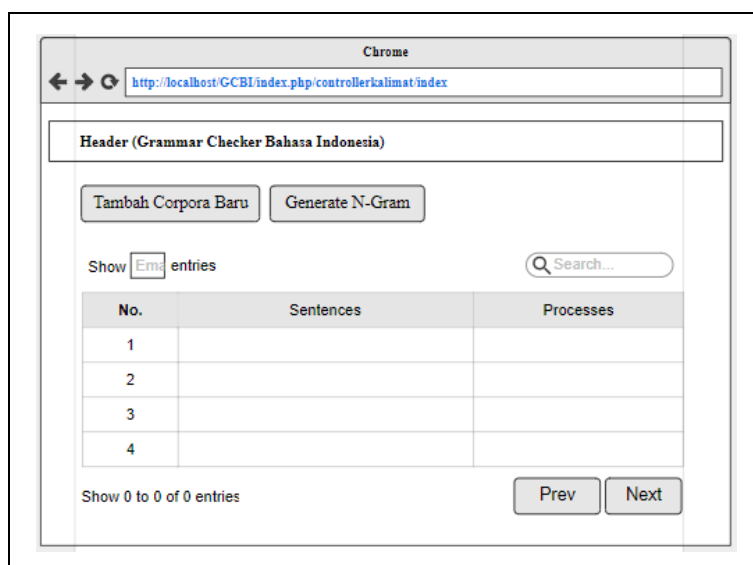 Chrome
http://localhost/GCBI/index.php/controllerkalimat/index
Header (Grammar Checker Bahasa Indonesia)
Tambah Corpora Baru Generate N-Gram
Show Ema entries Search...
No. Sentences Processes
1
2
3
4
Show 0 to 0 of 0 entries Prev Next